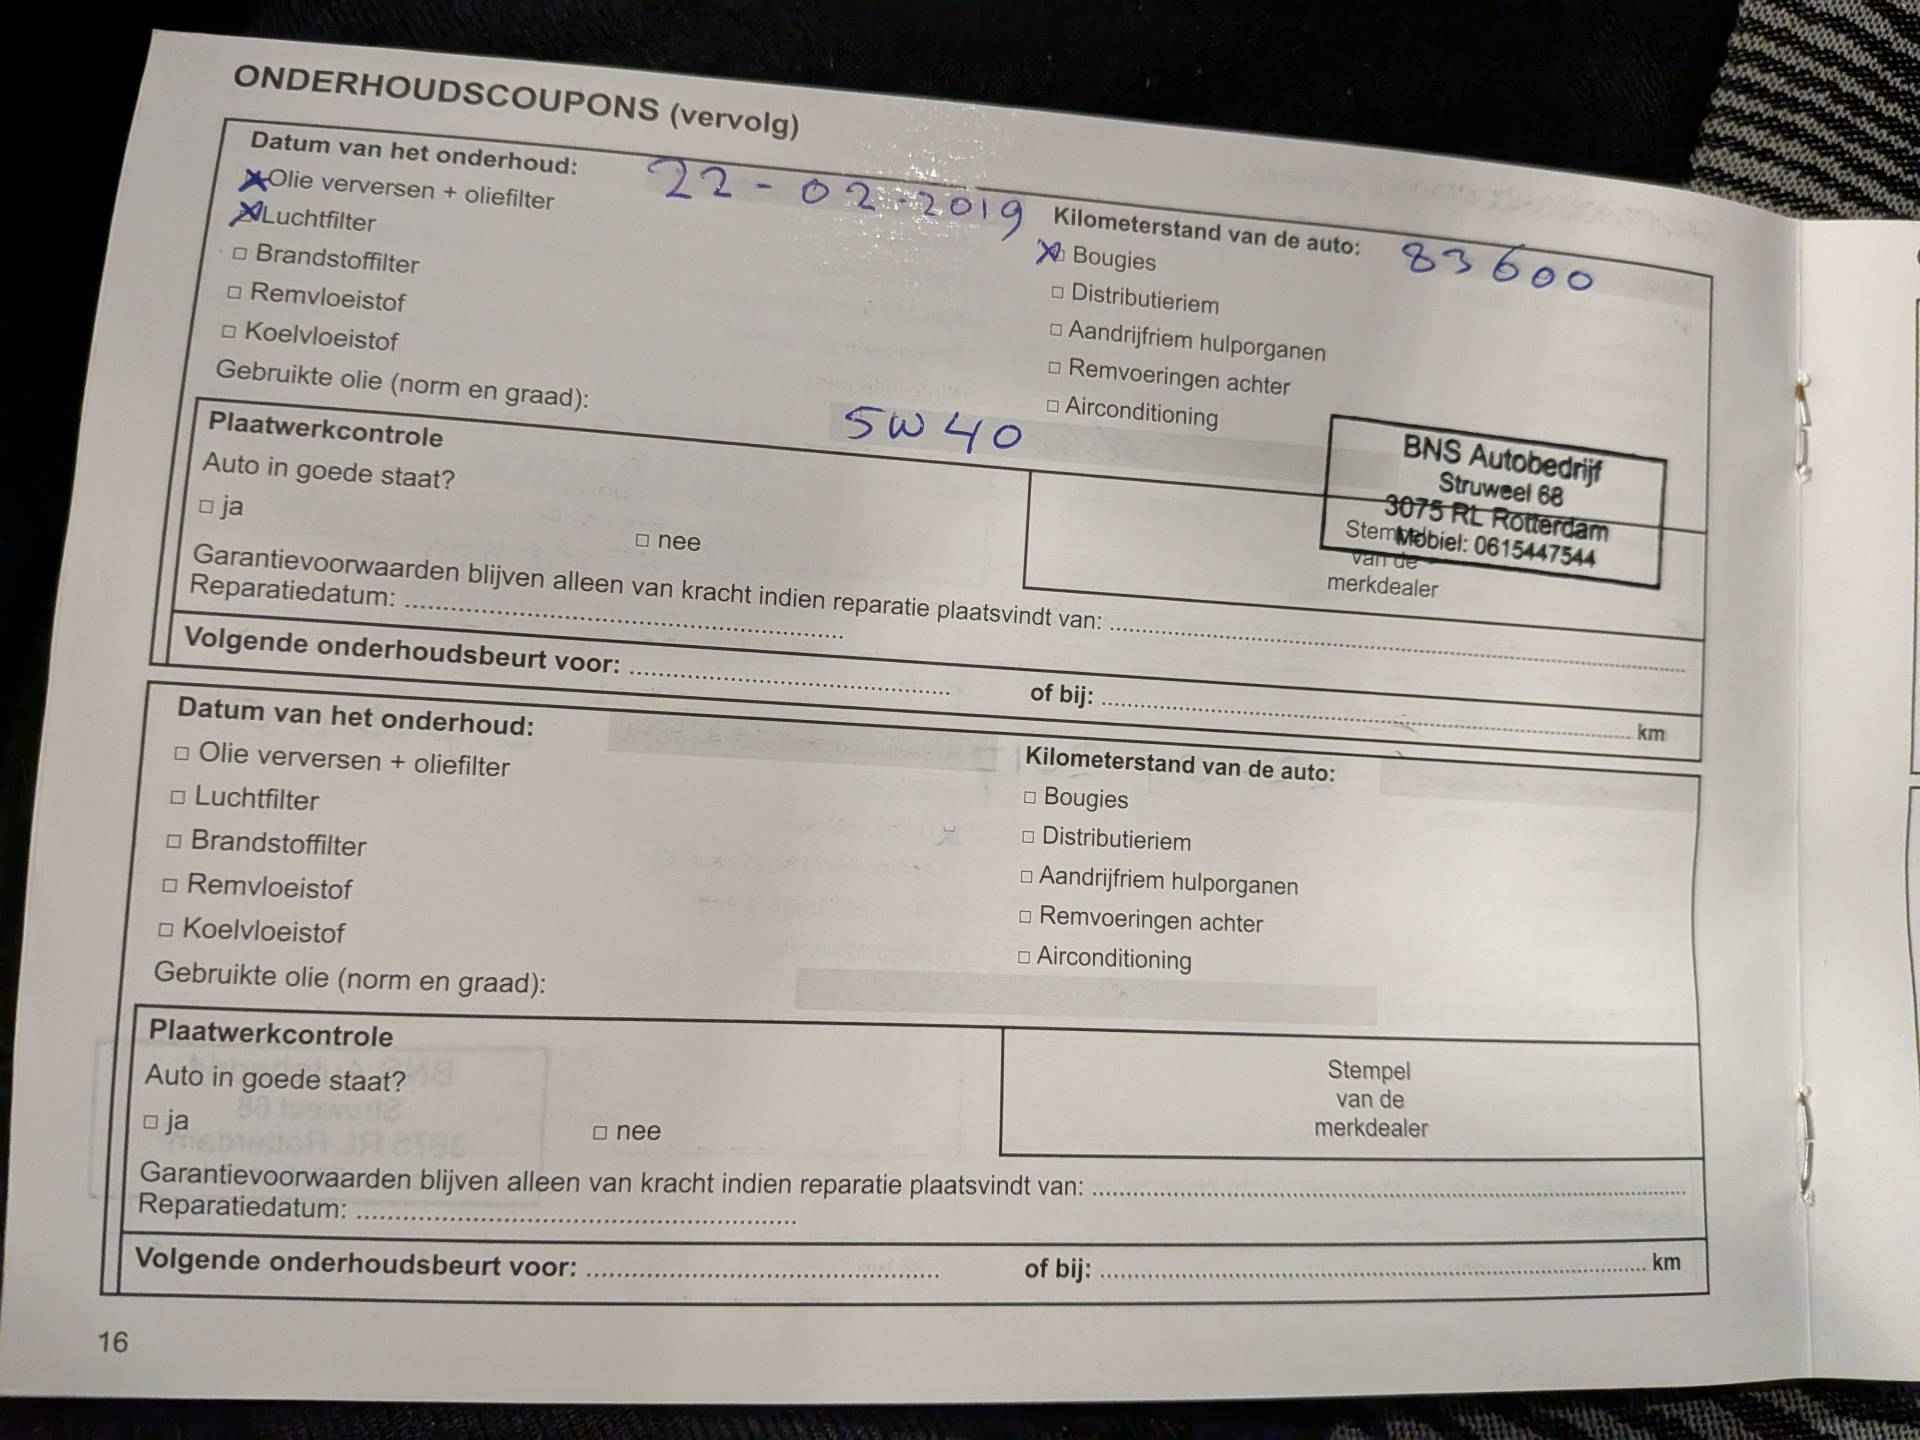 ONDERHOUDSCOUPONS (vervolg)
Datum van het onderhoud: 22-02-2019 Kilometerstand van de auto: 83600
Olie verversen + oliefilter
Luchtfilter
Brandstoffilter
Remvloeistof
Koelvloeistof
Bougies
Distributieriem
Aandrijfriem hulporganen
Remvoeringen achter
Airconditioning
Gebruikte olie (norm en graad): 5W40
Plaatwerkcontrole
Auto in goede staat?
ja nee
BNS Autobedrijf
Struweel 68
3075 RL Rotterdam
Mobiel: 0615447544
Stempel
van de
merkdealer
Garantievoorwaarden blijven alleen van kracht indien reparatie plaatsvindt van:
Reparatiedatum:
Volgende onderhoudsbeurt voor: of bij: km
Datum van het onderhoud: Kilometerstand van de auto:
Olie verversen + oliefilter
Luchtfilter
Brandstoffilter
Remvloeistof
Koelvloeistof
Bougies
Distributieriem
Aandrijfriem hulporganen
Remvoeringen achter
Airconditioning
Gebruikte olie (norm en graad):
Plaatwerkcontrole
Auto in goede staat?
ja nee
Stempel
van de
merkdealer
Garantievoorwaarden blijven alleen van kracht indien reparatie plaatsvindt van:
Reparatiedatum:
Volgende onderhoudsbeurt voor: of bij: km
16